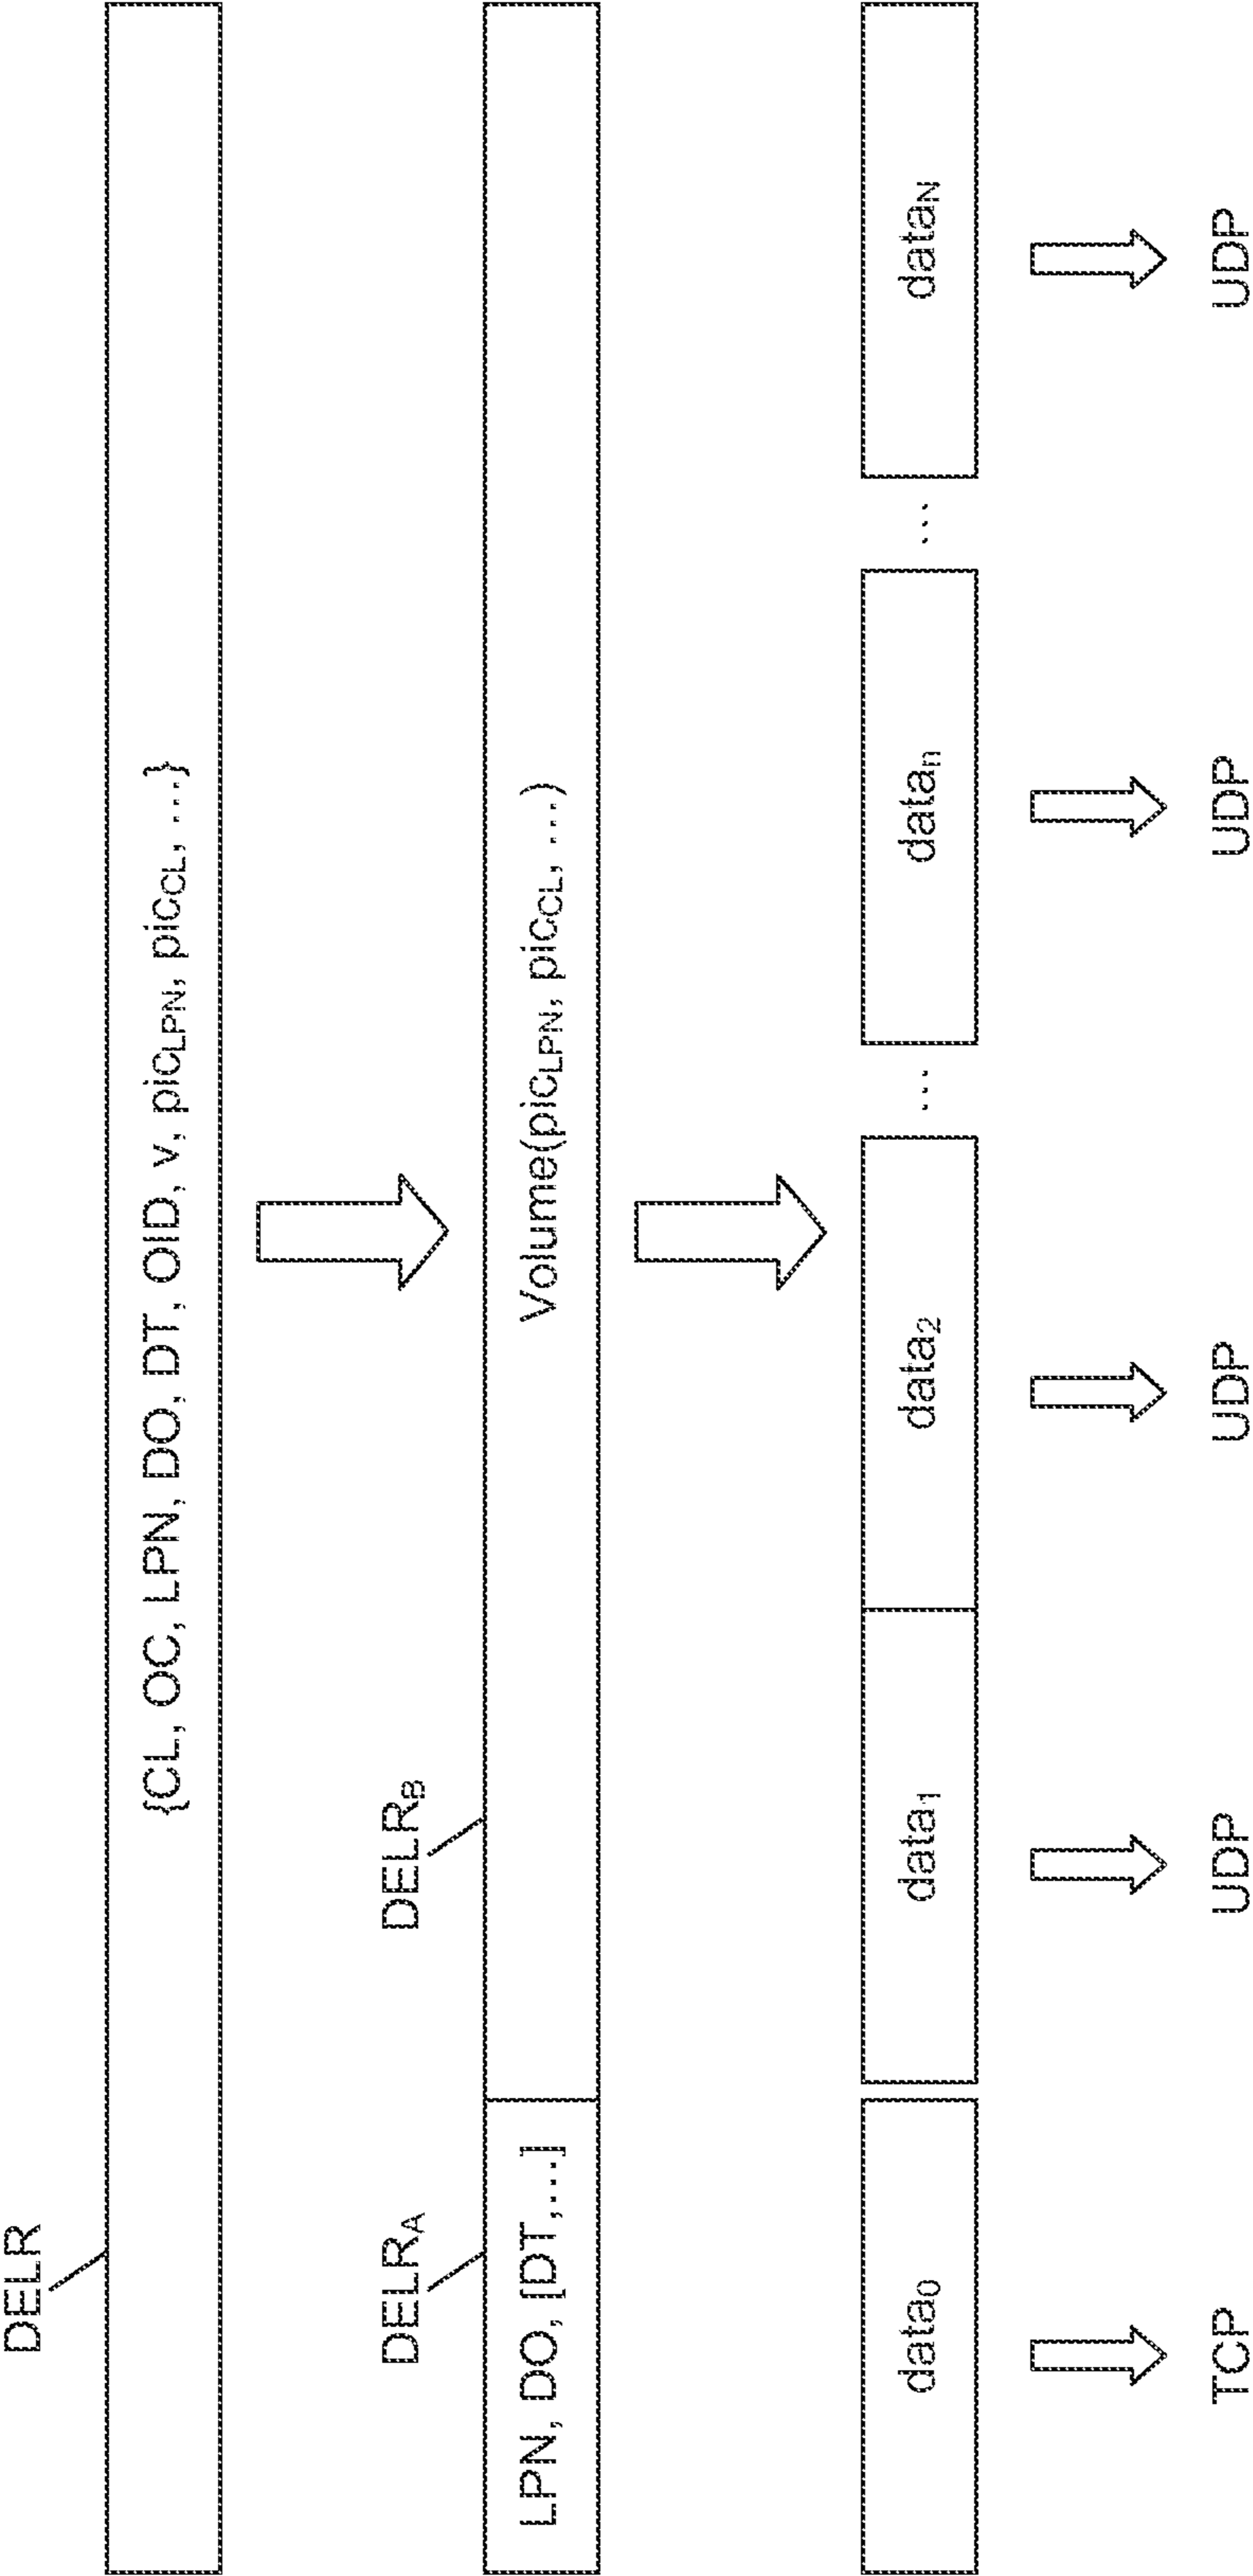 DELR
{CL, OC, LPN, DO, DT, OID, v, pic_LPN, pic_CL, ...}
DELR_A
DELR_B
LPN, DO, [DT,...]
Volume(pic_LPN, pic_CL, ...)
data_0
data_1
data_2
...
data_n
...
data_N
TCP
UDP
UDP
UDP
UDP